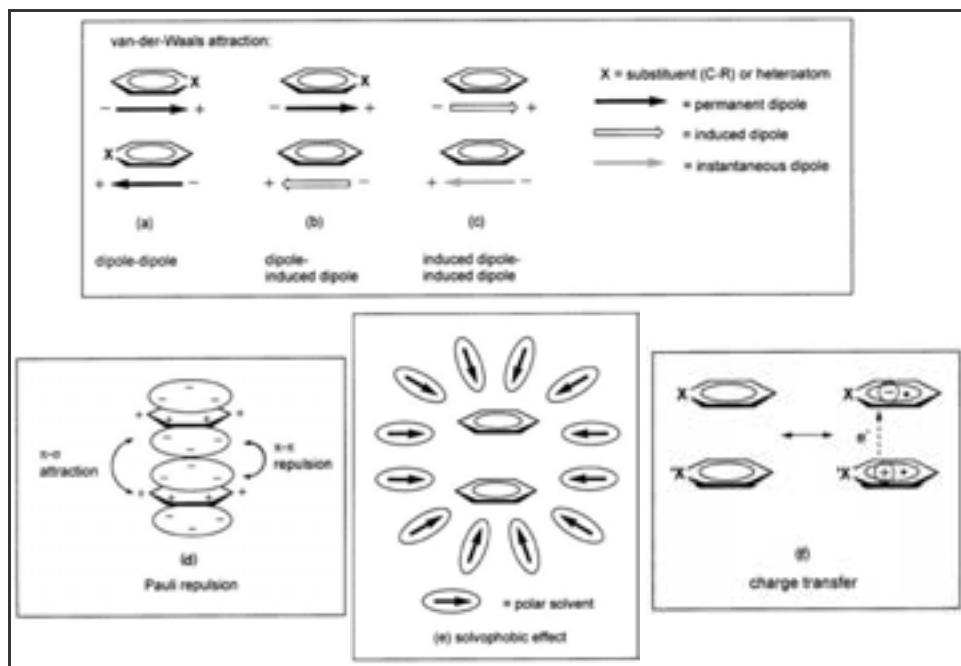 van-der-Waals attraction:
X X
− + − + − +
X
+ − + − + −
(a) (b) (c)
dipole-dipole dipole- induced dipole-
induced dipole induced dipole
X = substituent (C-R) or heteroatom
= permanent dipole
= induced dipole
= instantaneous dipole
π-σ
attraction
π-π
repulsion
(d)
Pauli repulsion
= polar solvent
(e) solvophobic effect
X X
e⁻
X X
(f)
charge transfer